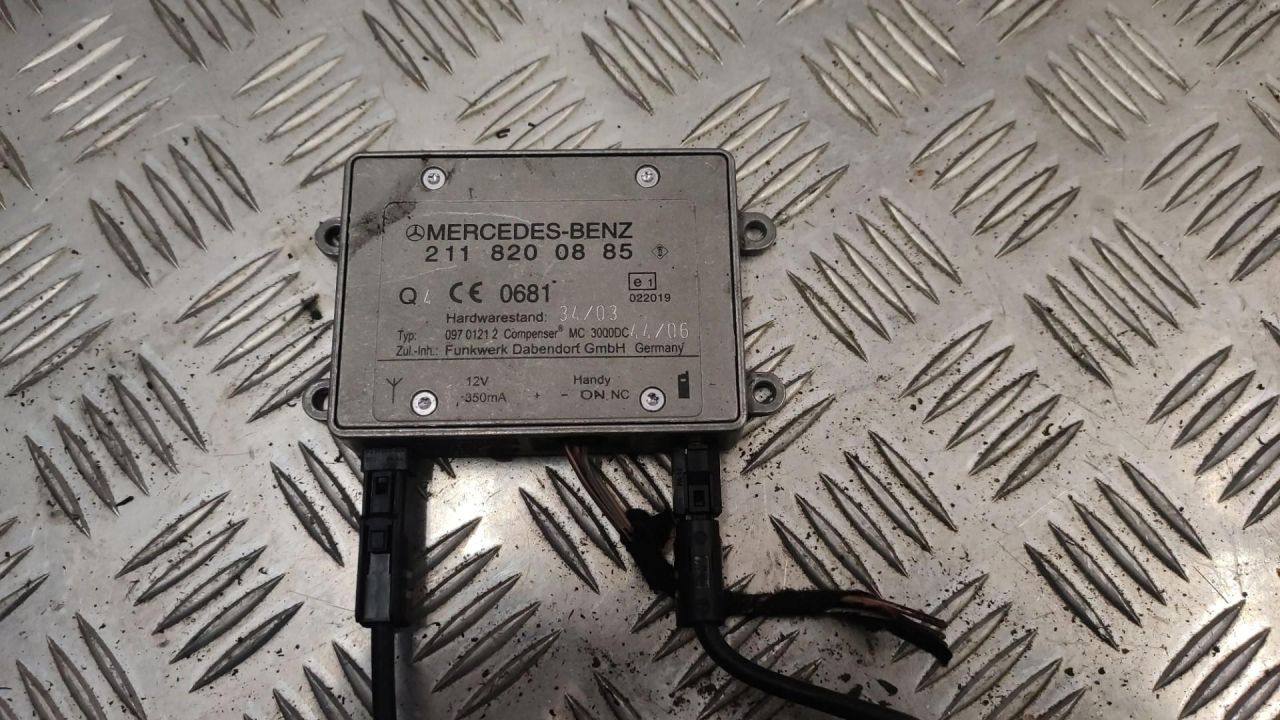 MERCEDES-BENZ
211 820 08 85
Q4 CE 0681 e1
022019
Hardwarestand: 34/03
Typ: 097 0121 2 Compenser® MC 3000DC 44/06
Zul.-Inh.: Funkwerk Dabendorf GmbH Germany
12V Handy
350mA + - ON NC -